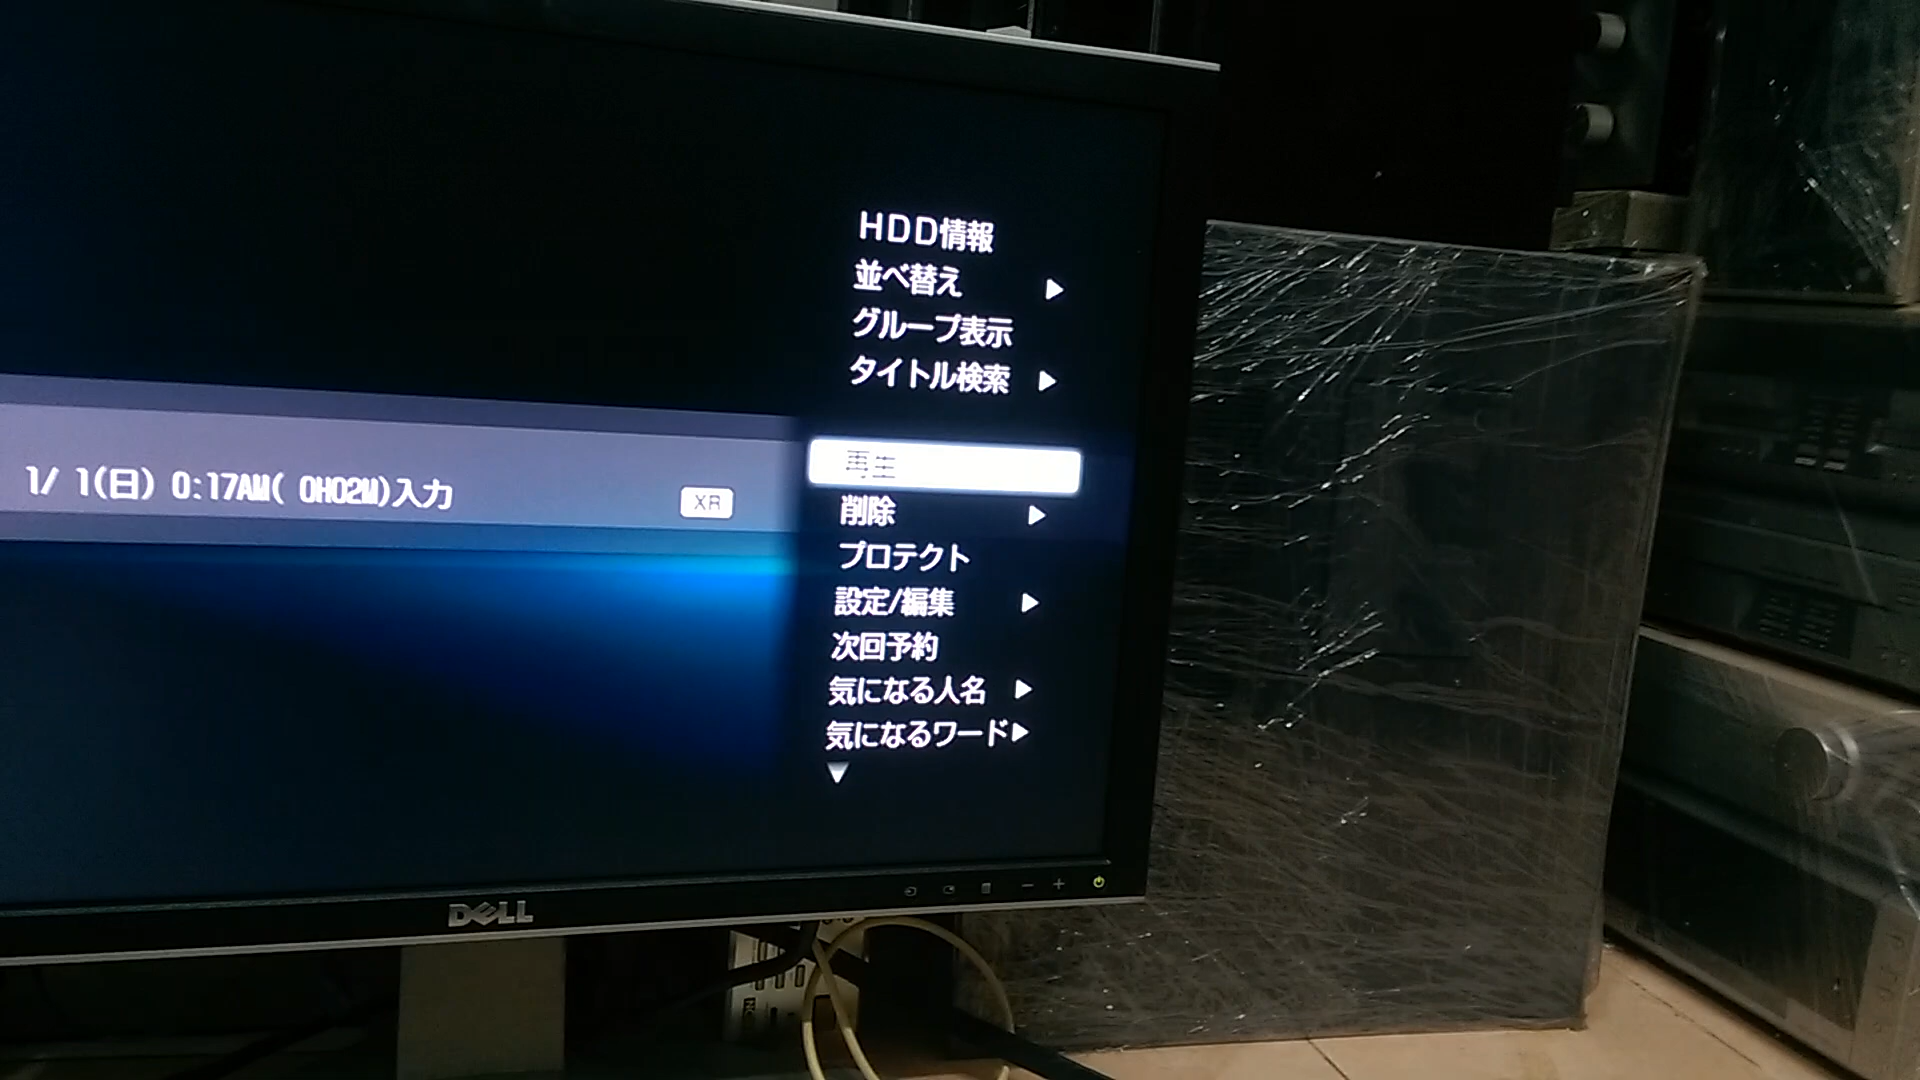 HDD情報
並べ替え ▶
グループ表示
タイトル検索 ▶
再生
1/ 1(日) 0:17AM( 0H02M)入力 XR
削除 ▶
プロテクト
設定/編集 ▶
次回予約
気になる人名 ▶
気になるワード▶
▼
DELL